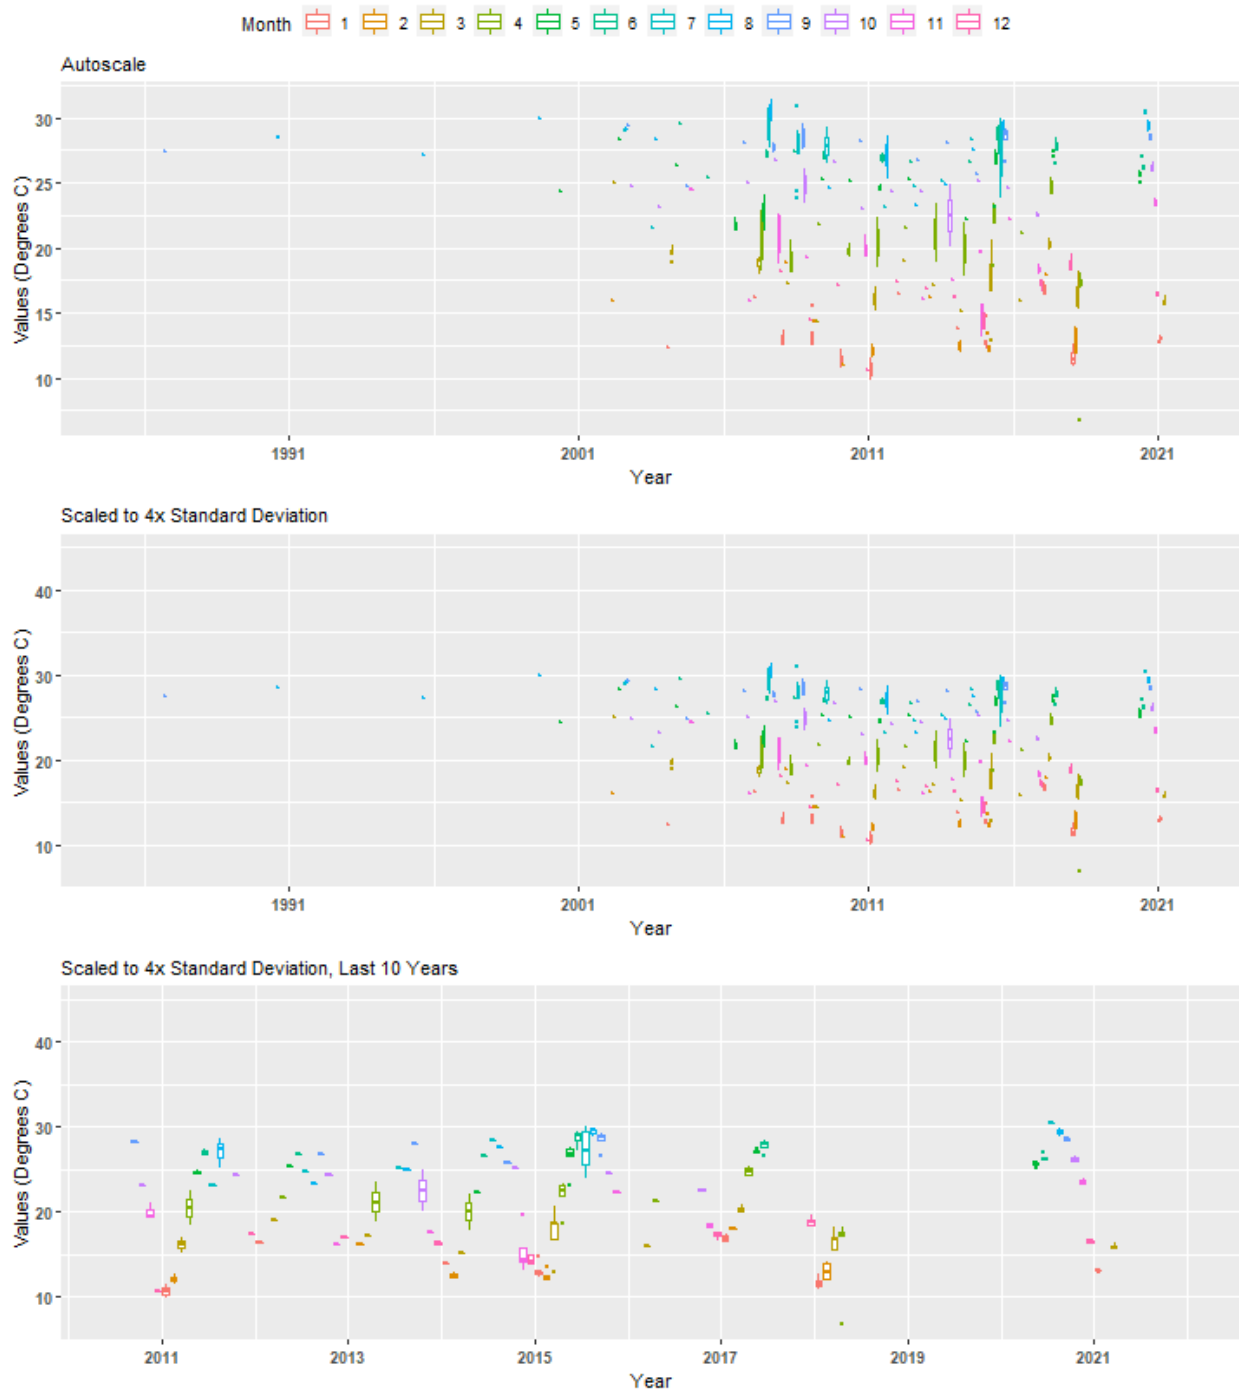 Month 1 2 3 4 5 6 7 8 9 10 11 12
Autoscale
Values (Degrees C)
30
25
20
15
10
1991 2001 2011 2021
Year
Scaled to 4x Standard Deviation
Values (Degrees C)
40
30
20
10
1991 2001 2011 2021
Year
Scaled to 4x Standard Deviation, Last 10 Years
Values (Degrees C)
40
30
20
10
2011 2013 2015 2017 2019 2021
Year